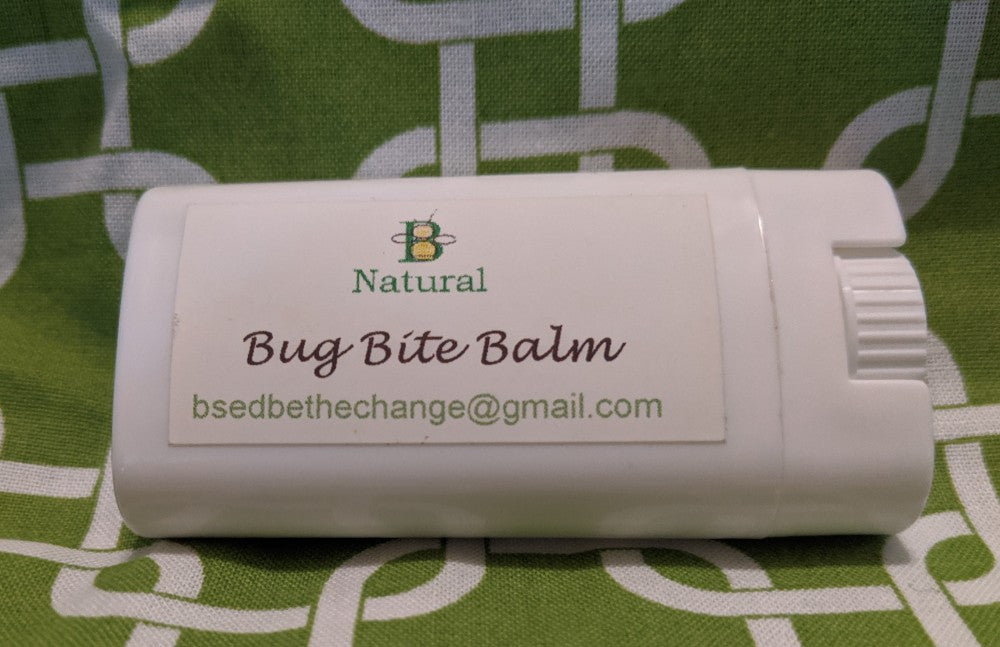 B
Natural
Bug Bite Balm
bsedbethechange@gmail.com